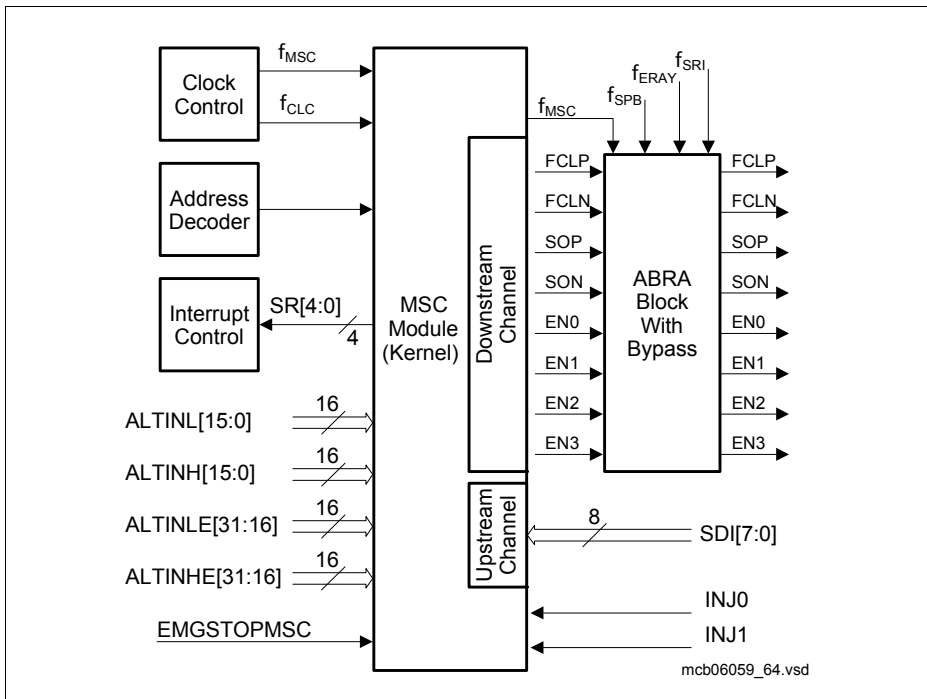 Clock
Control
fMSC
fCLC
Address
Decoder
Interrupt
Control
SR[4:0]
4
ALTINL[15:0]
16
ALTINH[15:0]
16
ALTINLE[31:16]
16
ALTINHE[31:16]
16
EMGSTOPMSC
MSC
Module
(Kernel)
Downstream
Channel
Upstream
Channel
fMSC
fSPB
fERAY
fSRI
FCLP
FCLN
SOP
SON
EN0
EN1
EN2
EN3
ABRA
Block
With
Bypass
FCLP
FCLN
SOP
SON
EN0
EN1
EN2
EN3
8
SDI[7:0]
INJ0
INJ1
mcb06059_64.vsd